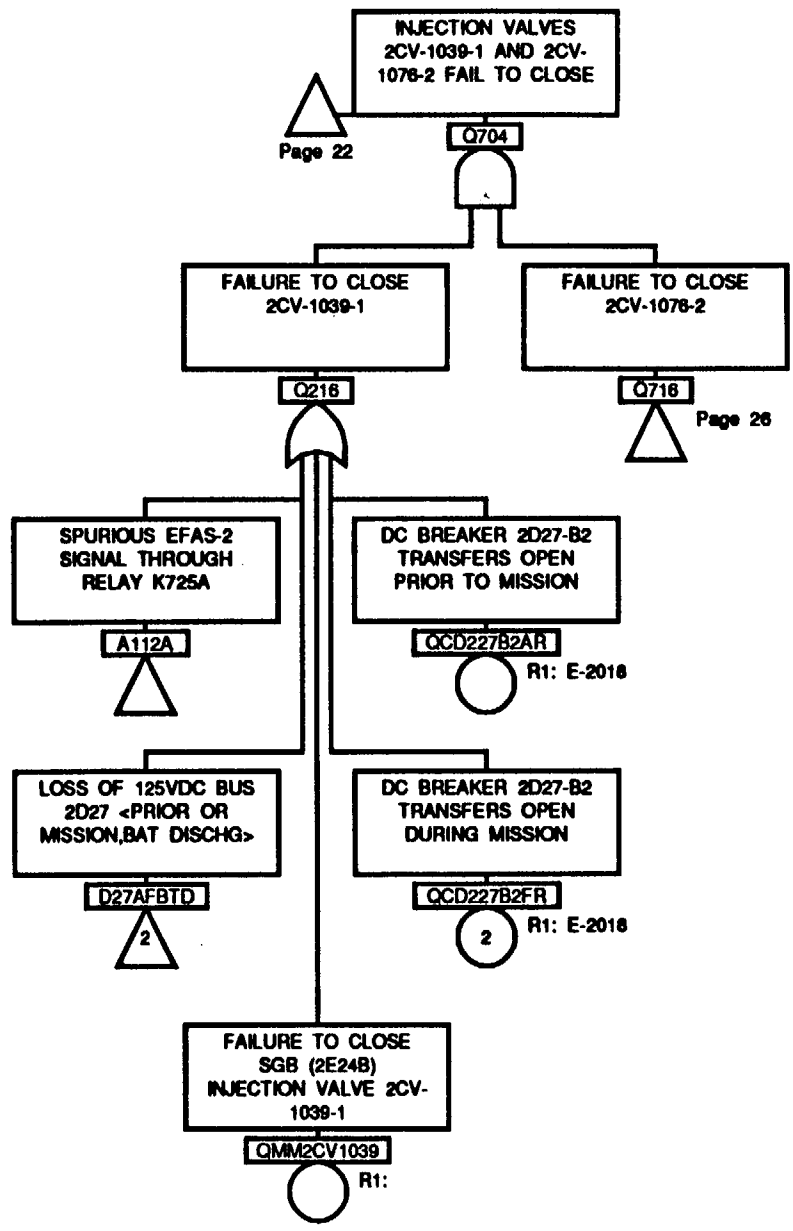 INJECTION VALVES
2CV-1039-1 AND 2CV-
1076-2 FAIL TO CLOSE
Page 22
Q704
FAILURE TO CLOSE
2CV-1039-1
FAILURE TO CLOSE
2CV-1076-2
Q216
Q716
Page 26
SPURIOUS EFAS-2
SIGNAL THROUGH
RELAY K725A
DC BREAKER 2D27-B2
TRANSFERS OPEN
PRIOR TO MISSION
A112A
QCD227B2AR
R1: E-2018
LOSS OF 125VDC BUS
2D27 <PRIOR OR
MISSION,BAT DISCHG>
DC BREAKER 2D27-B2
TRANSFERS OPEN
DURING MISSION
D27AFBTD
QCD227B2FR
2
2
R1: E-2018
FAILURE TO CLOSE
SGB (2E24B)
INJECTION VALVE 2CV-
1039-1
QMM2CV1039
R1: